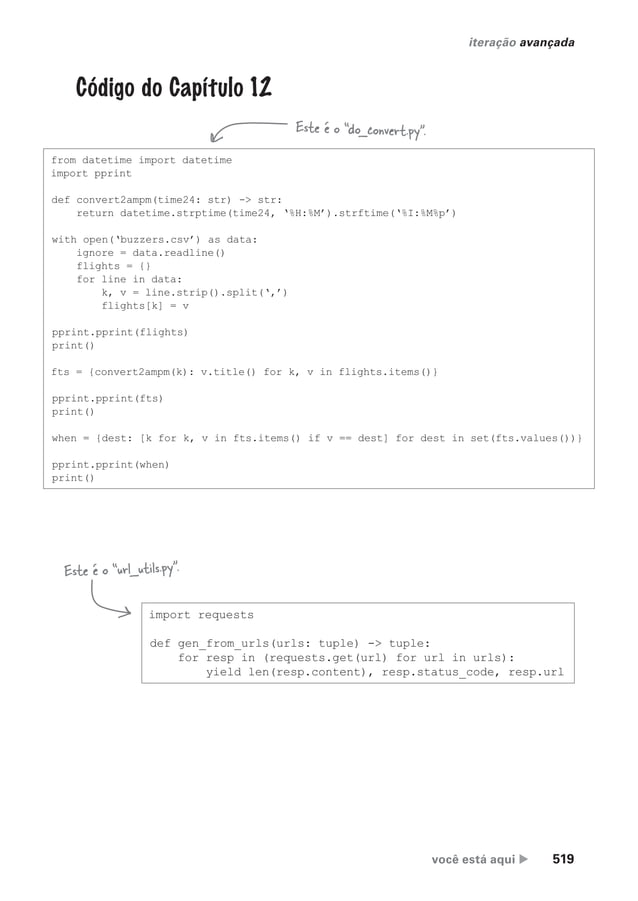 iteração avançada
Código do Capítulo 12
Este é o “do_convert.py”.
from datetime import datetime
import pprint
def convert2ampm(time24: str) -> str:
    return datetime.strptime(time24, ‘%H:%M’).strftime(‘%I:%M%p’)
with open(‘buzzers.csv’) as data:
    ignore = data.readline()
    flights = {}
    for line in data:
        k, v = line.strip().split(‘,’)
        flights[k] = v
pprint.pprint(flights)
print()
fts = {convert2ampm(k): v.title() for k, v in flights.items()}
pprint.pprint(fts)
print()
when = {dest: [k for k, v in fts.items() if v == dest] for dest in set(fts.values())}
pprint.pprint(when)
print()
Este é o “url_utils.py”.
import requests
def gen_from_urls(urls: tuple) -> tuple:
    for resp in (requests.get(url) for url in urls):
        yield len(resp.content), resp.status_code, resp.url
você está aqui ▶ 519